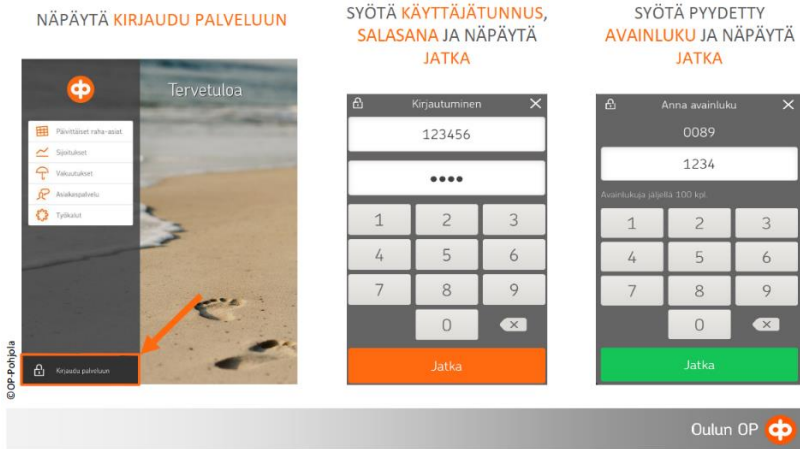 NÄPÄYTÄ KIRJAUDU PALVELUUN
Tervetuloa
Päivittäiset raha-asiat
Sijoitukset
Vakuutukset
Asiakaspalvelu
Työkalut
Kirjaudu palveluun
©OP-Pohjola
SYÖTÄ KÄYTTÄJÄTUNNUS,
SALASANA JA NÄPÄYTÄ
JATKA
Kirjautuminen
123456
1 2 3
4 5 6
7 8 9
0
Jatka
SYÖTÄ PYYDETTY
AVAINLUKU JA NÄPÄYTÄ
JATKA
Anna avainluku
0089
1234
Avainlukuja jäljellä 100 kpl.
1 2 3
4 5 6
7 8 9
0
Jatka
Oulun OP